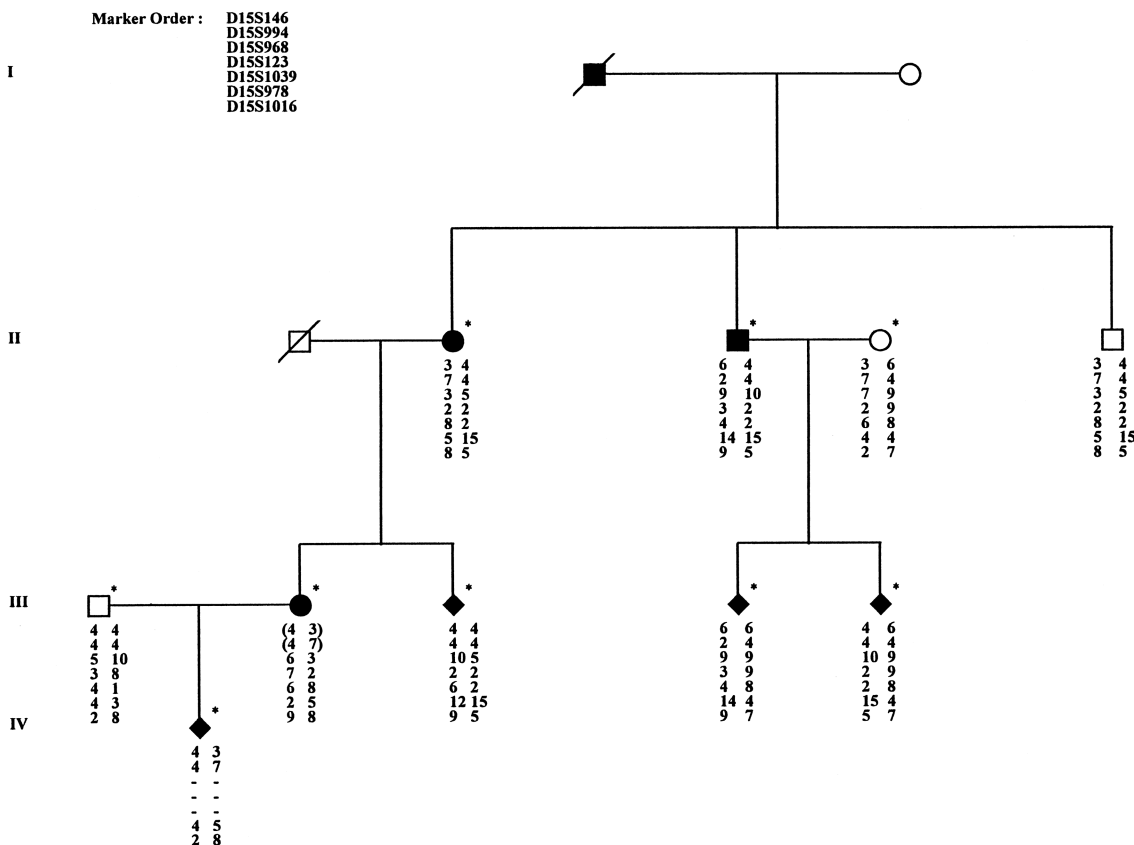 Marker Order : D15S146
D15S994
D15S968
D15S123
D15S1039
D15S978
D15S1016
I
II
* * *
3 4 6 4 3 6 3 4
7 4 2 4 7 4 7 4
3 5 9 10 7 9 3 5
2 2 3 2 2 9 2 2
8 2 4 2 6 8 8 2
5 15 14 15 4 4 5 15
8 5 9 5 2 7 8 5
III
* * * * *
4 4 (4 3) 4 4 6 6 4 6
4 4 (4 7) 4 4 2 4 4 4
5 10 6 3 10 5 9 9 10 9
3 8 7 2 2 2 3 9 2 9
4 1 6 8 6 2 4 8 2 8
4 3 2 5 12 15 14 4 15 4
2 8 9 8 9 5 9 7 5 7
IV
*
4 3
4 7
- -
- -
- -
4 5
2 8